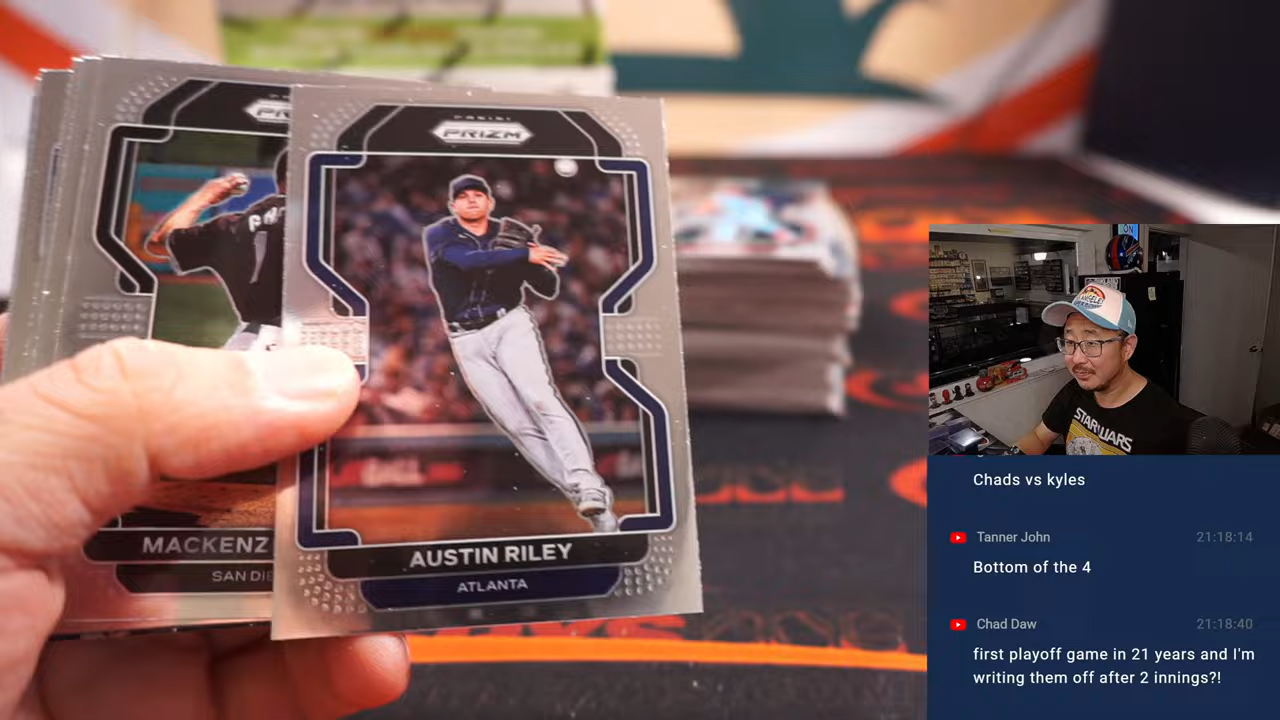 PANINI
PRIZM
MACKENZ
SAN DIE
AUSTIN RILEY
ATLANTA
ON
ANGELS
STAR WARS
Chads vs kyles
Tanner John 21:18:14
Bottom of the 4
Chad Daw 21:18:40
first playoff game in 21 years and I'm
writing them off after 2 innings?!